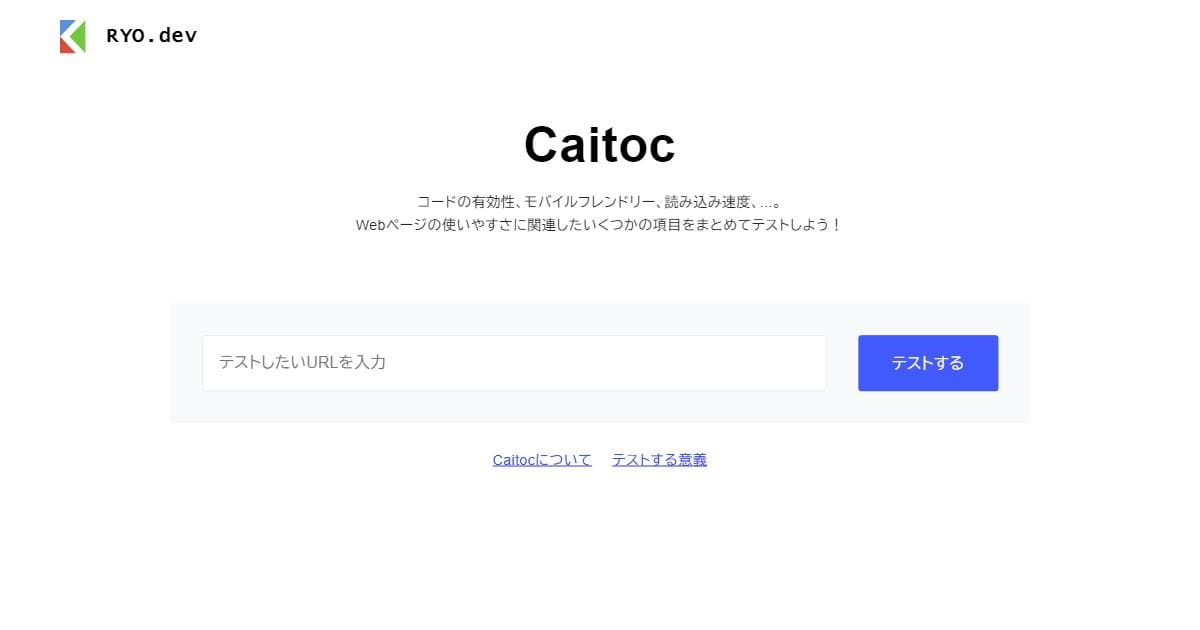 RYO.dev
Caitoc
コードの有効性、モバイルフレンドリー、読み込み速度、…。
Webページの使いやすさに関連したいくつかの項目をまとめてテストしよう！
テストしたいURLを入力
テストする
Caitocについて テストする意義